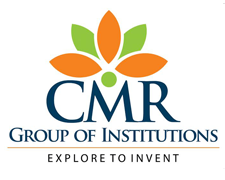 CMR
GROUP OF INSTITUTIONS
EXPLORE TO INVENT